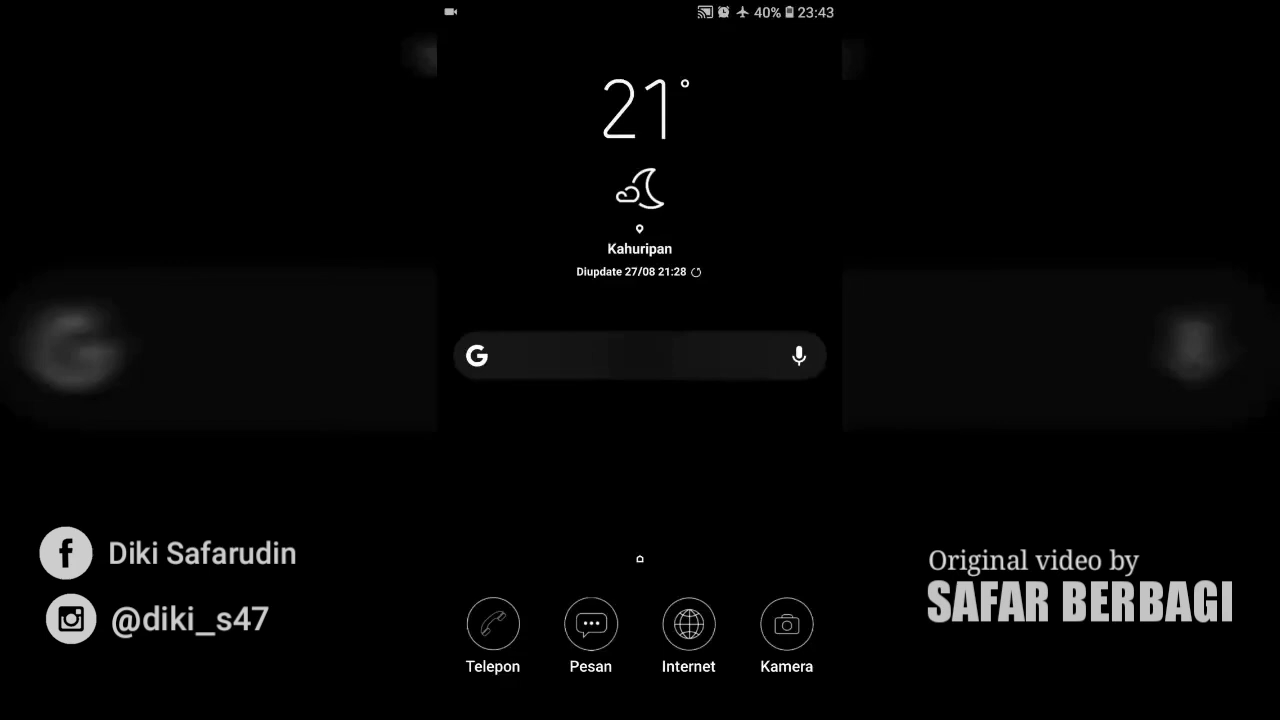 40% 23:43
21°
Kahuripan
Diupdate 27/08 21:28
G
f Diki Safarudin
@diki_s47
Original video by
SAFAR BERBAGI
Telepon Pesan Internet Kamera